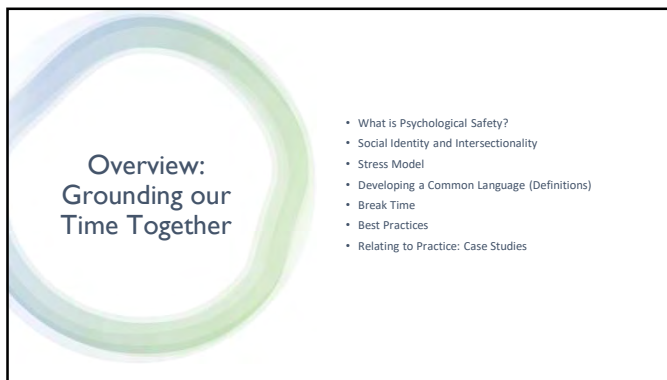 Overview:
Grounding our
Time Together
• What is Psychological Safety?
• Social Identity and Intersectionality
• Stress Model
• Developing a Common Language (Definitions)
• Break Time
• Best Practices
• Relating to Practice: Case Studies